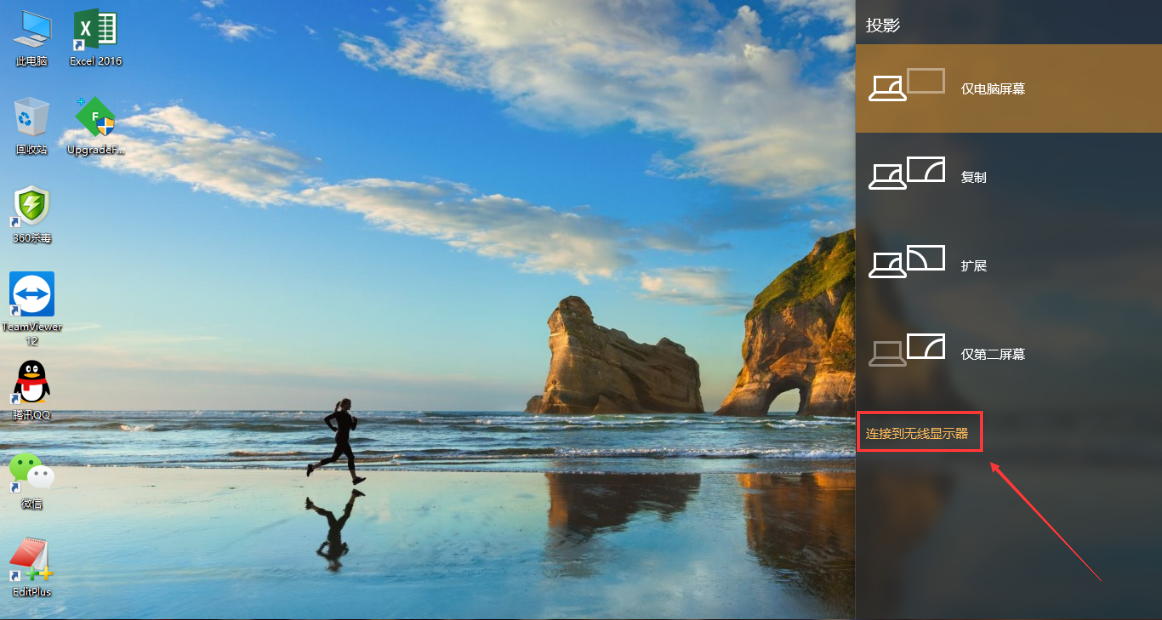 此电脑
Excel 2016
回收站
UpgradeF...
360杀毒
TeamViewer
12
腾讯QQ
微信
EditPlus
投影
仅电脑屏幕
复制
扩展
仅第二屏幕
连接到无线显示器